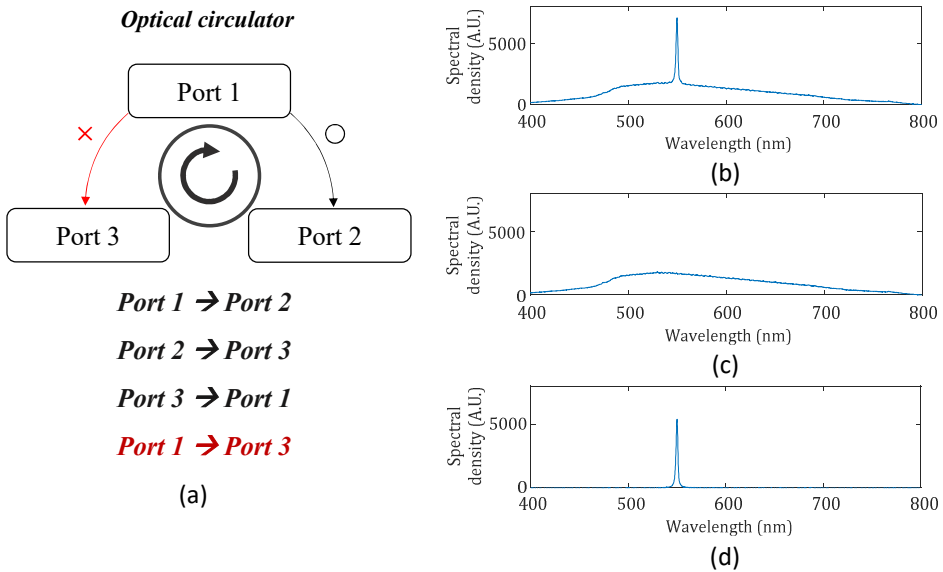 Optical circulator
Port 1
Port 3
Port 2
Port 1 → Port 2
Port 2 → Port 3
Port 3 → Port 1
Port 1 → Port 3
(a)
Spectral
density (A.U.)
5000
0
400
500
600
700
800
Wavelength (nm)
(b)
Spectral
density (A.U.)
5000
0
400
500
600
700
800
Wavelength (nm)
(c)
Spectral
density (A.U.)
5000
0
400
500
600
700
800
Wavelength (nm)
(d)